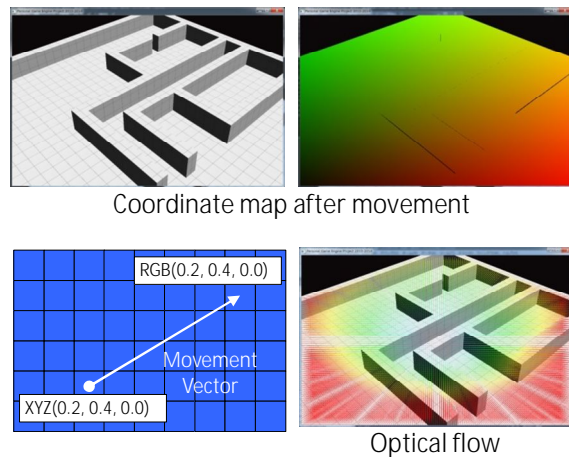 Coordinate map after movement
RGB(0.2, 0.4, 0.0)
Movement
Vector
XYZ(0.2, 0.4, 0.0)
Optical flow